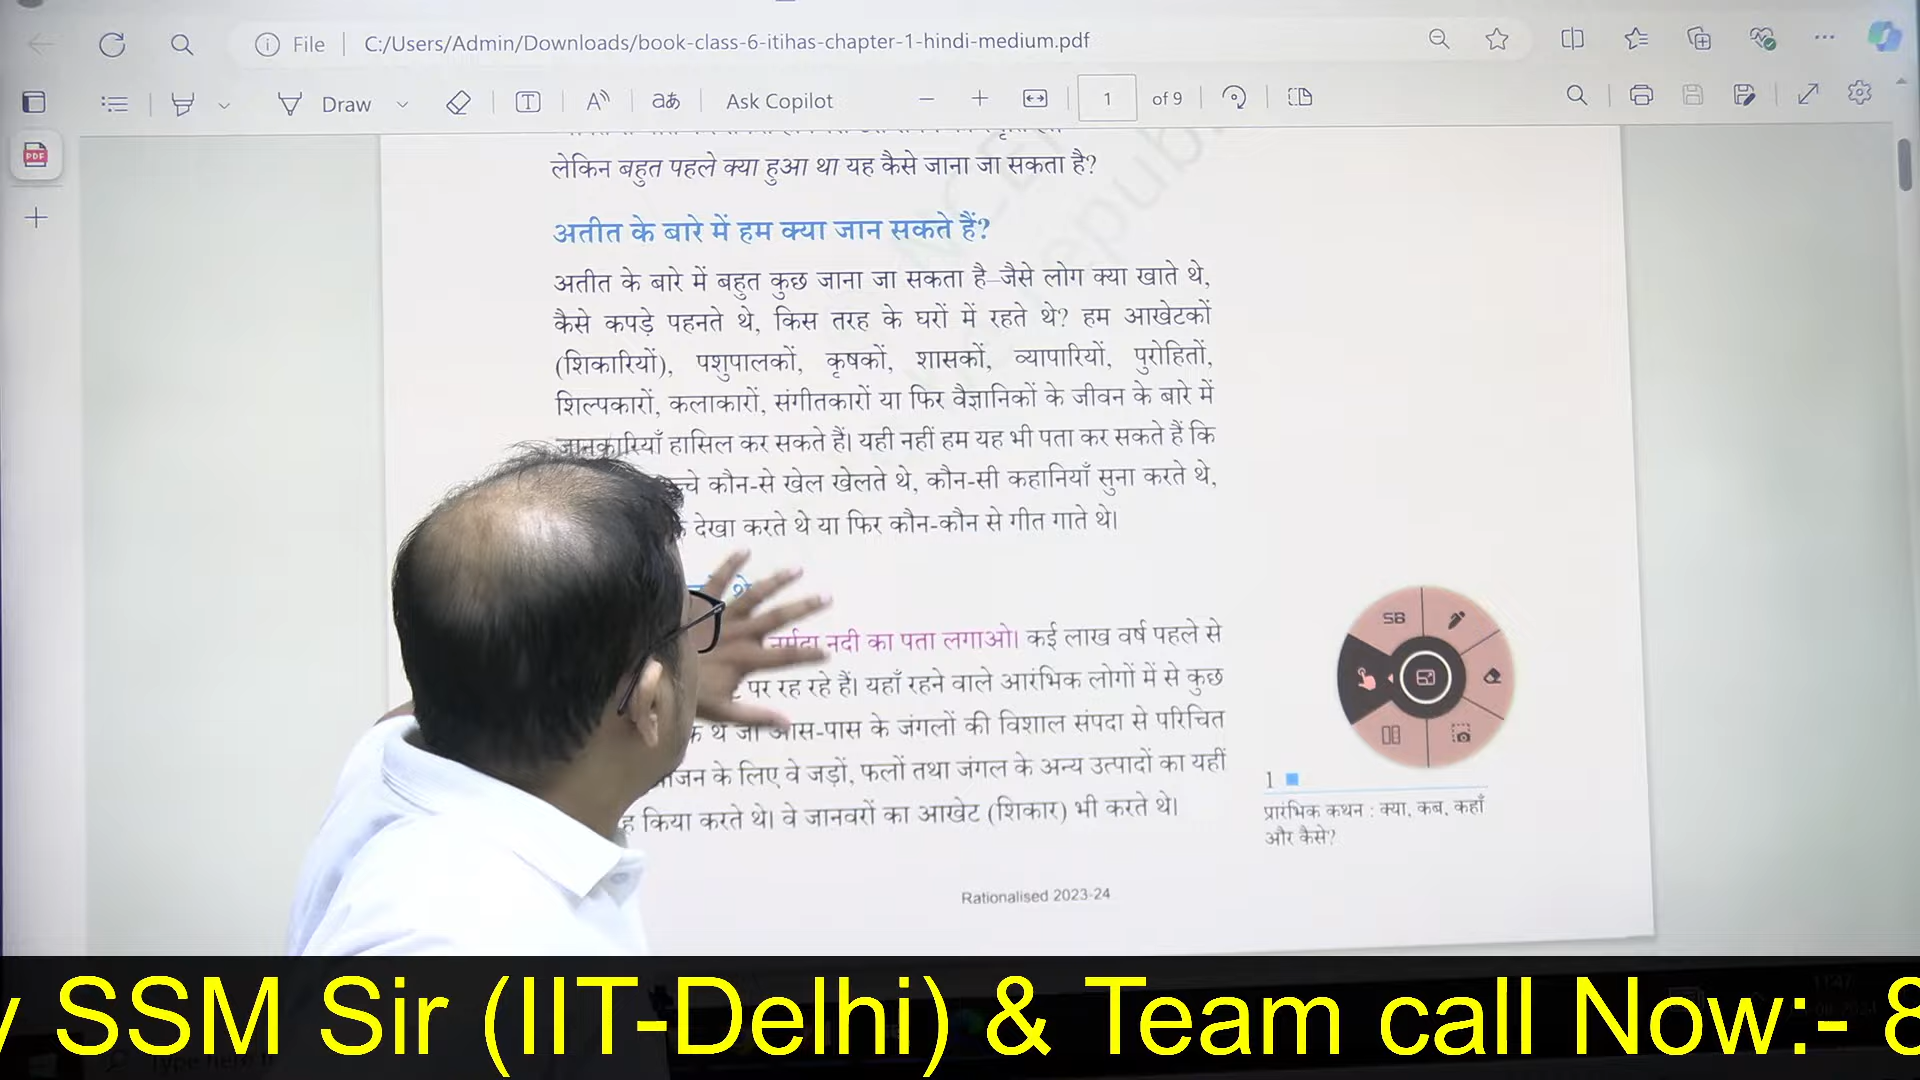 File
C:/Users/Admin/Downloads/book-class-6-itihas-chapter-1-hindi-medium.pdf
Draw
Ask Copilot
1
of 9
PDF
लेकिन बहुत पहले क्या हुआ था यह कैसे जाना जा सकता है?
अतीत के बारे में हम क्या जान सकते हैं?
अतीत के बारे में बहुत कुछ जाना जा सकता है–जैसे लोग क्या खाते थे,
कैसे कपड़े पहनते थे, किस तरह के घरों में रहते थे? हम आखेटकों
(शिकारियों), पशुपालकों, कृषकों, शासकों, व्यापारियों, पुरोहितों,
शिल्पकारों, कलाकारों, संगीतकारों या फिर वैज्ञानिकों के जीवन के बारे में
जानकारियाँ हासिल कर सकते हैं। यही नहीं हम यह भी पता कर सकते हैं कि
कौन-से खेल खेलते थे, कौन-सी कहानियाँ सुना करते थे,
देखा करते थे या फिर कौन-कौन से गीत गाते थे।
थे
नर्मदा नदी का पता लगाओ। कई लाख वर्ष पहले से
पर रह रहे हैं। यहाँ रहने वाले आरंभिक लोगों में से कुछ
थे जो आस-पास के जंगलों की विशाल संपदा से परिचित
के लिए वे जड़ों, फलों तथा जंगल के अन्य उत्पादों का यहीं
किया करते थे। वे जानवरों का आखेट (शिकार) भी करते थे।
SB
1
प्रारंभिक कथन : क्या, कब, कहाँ
और कैसे?
Rationalised 2023-24
SSM Sir (IIT-Delhi) & Team call Now:- 8